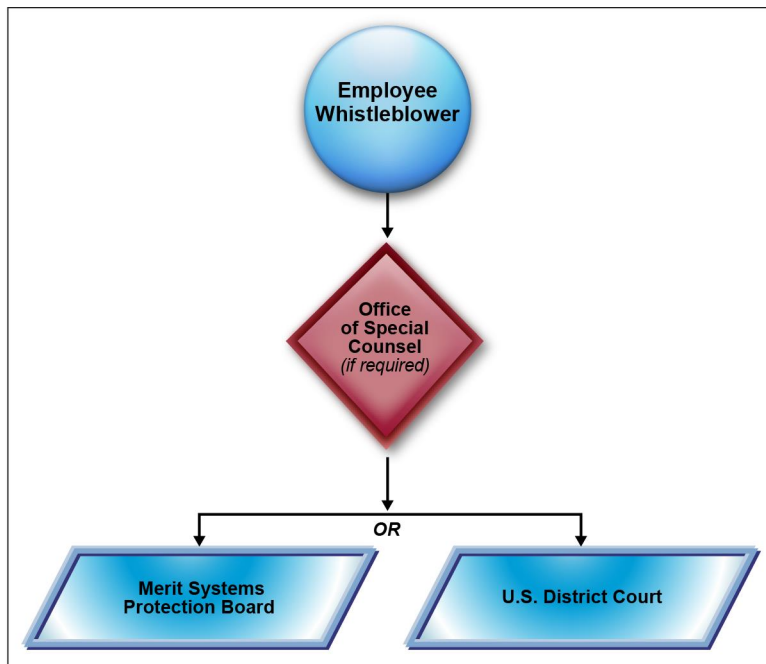 Employee
Whistleblower
Office
of Special
Counsel
(if required)
OR
Merit Systems
Protection Board
U.S. District Court